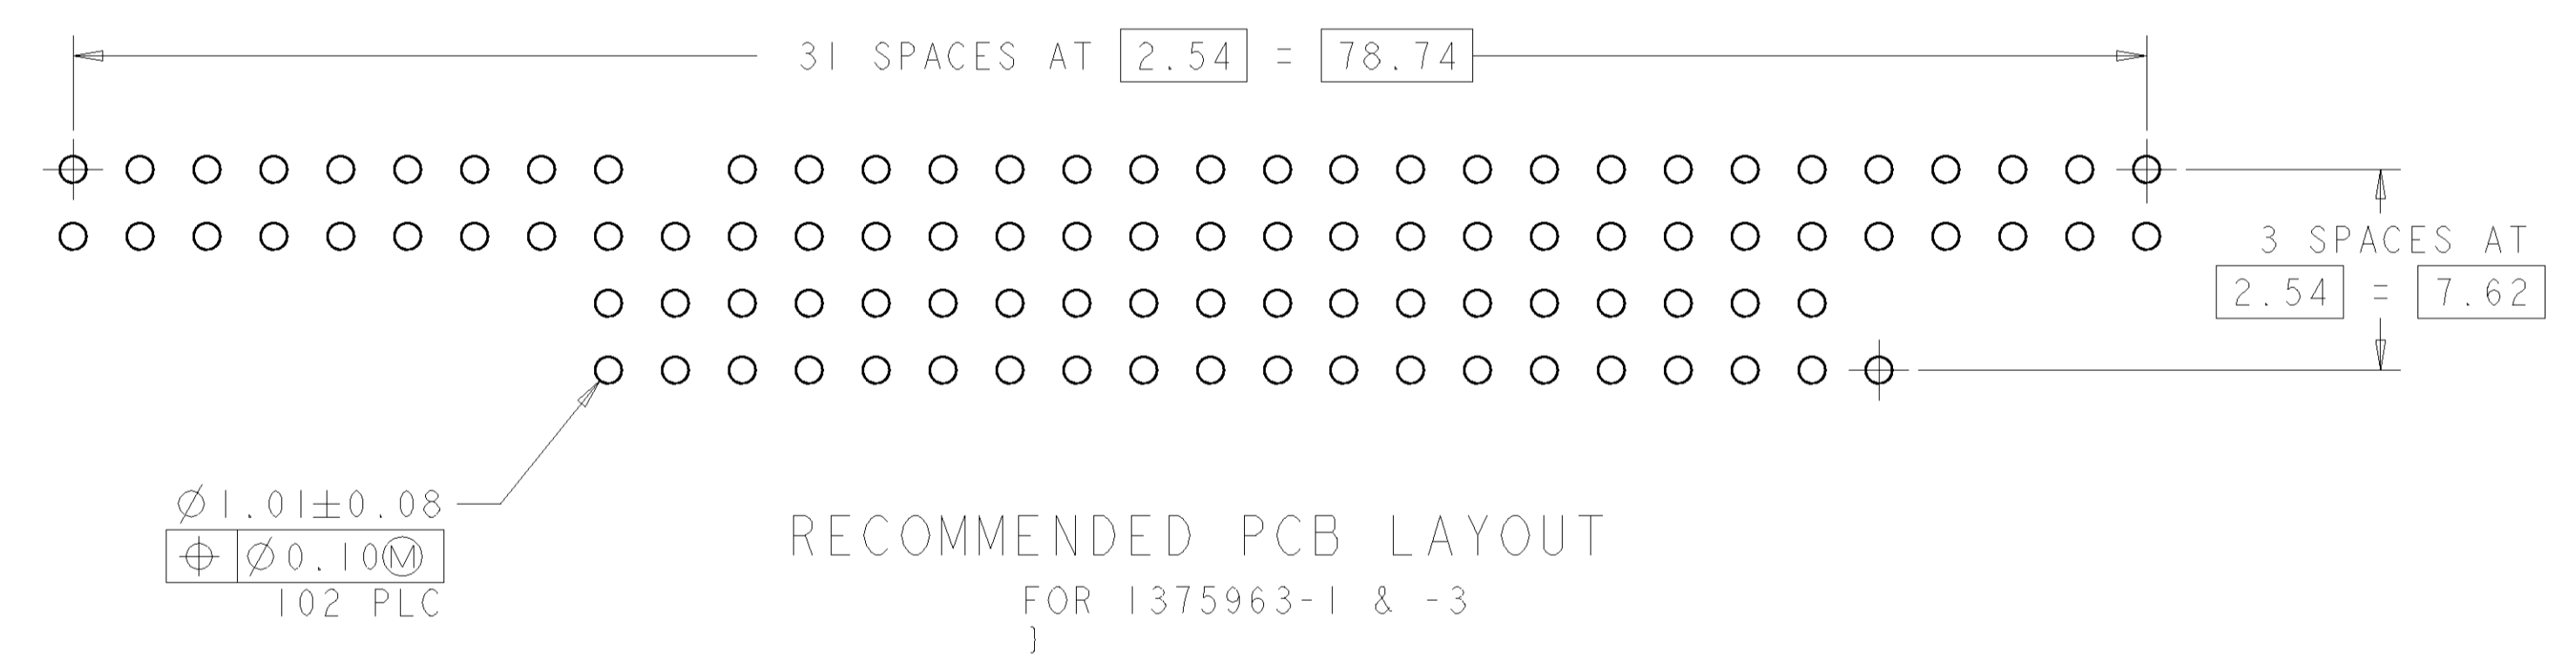 31 SPACES AT 2.54 = 78.74
3 SPACES AT
2.54 = 7.62
Ø1.01±0.08
⌖ Ø0.10Ⓜ
102 PLC
RECOMMENDED PCB LAYOUT
FOR 1375963-1 & -3
}